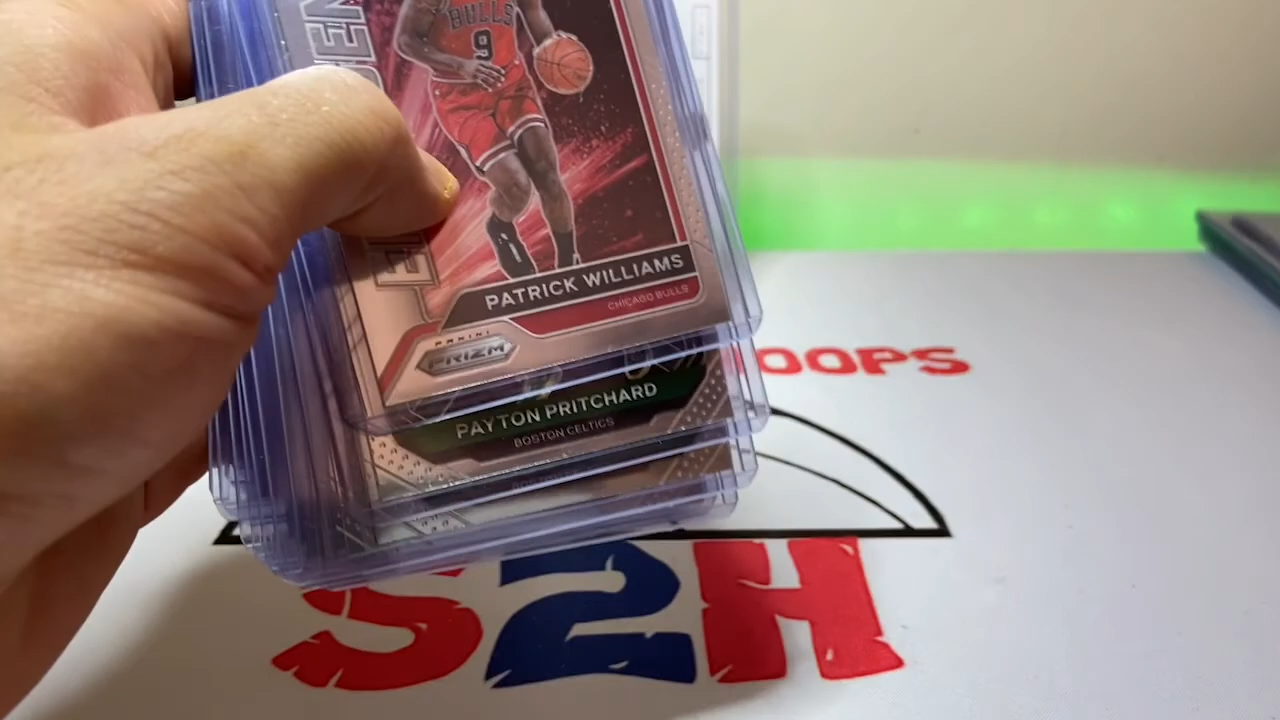 BULLS
9
PATRICK WILLIAMS
CHICAGO BULLS
PANINI
PRIZM
PAYTON PRITCHARD
BOSTON CELTICS
OOPS
S2H